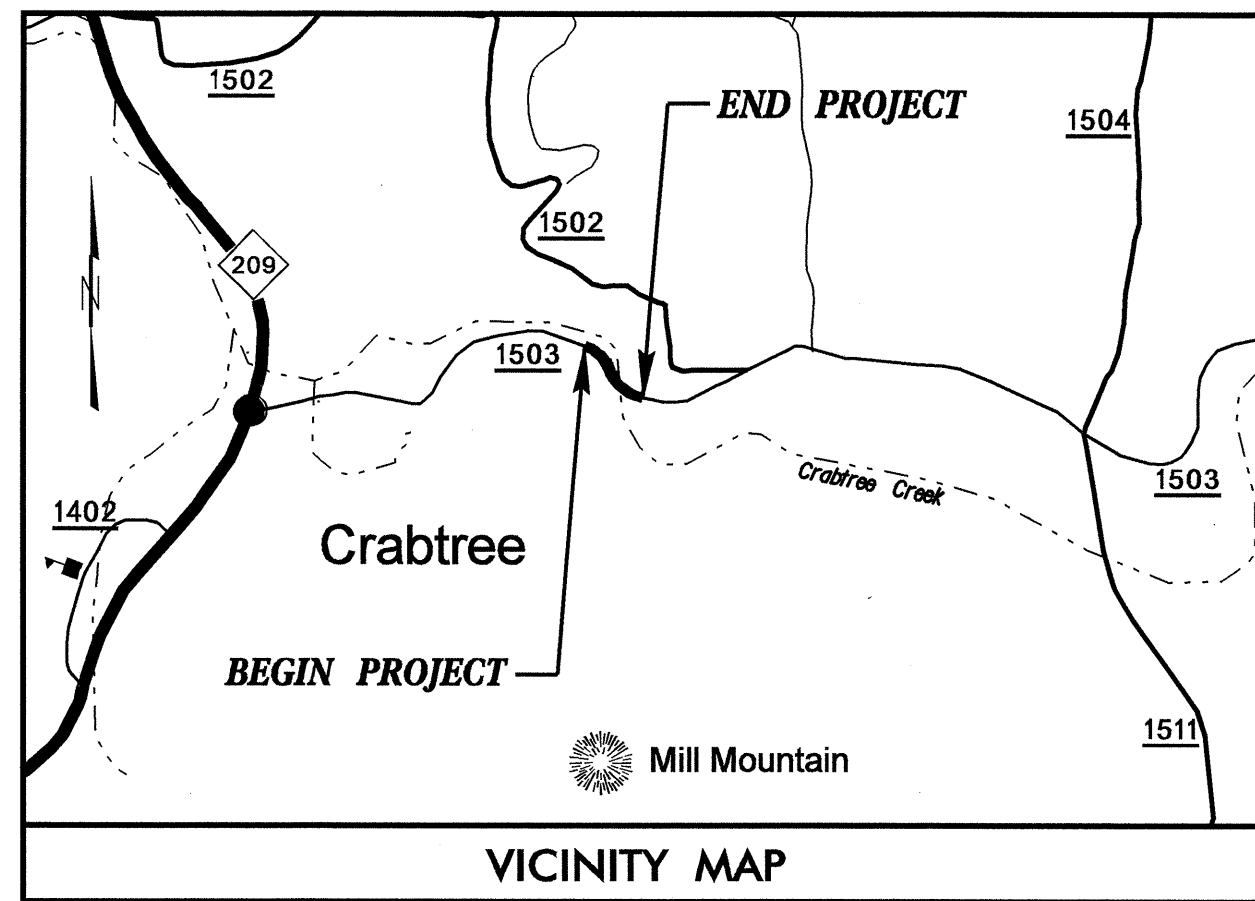 1502
END PROJECT
1504
1502
209
N
1503
Crabtree Creek
1503
1402
Crabtree
BEGIN PROJECT
1511
Mill Mountain
VICINITY MAP